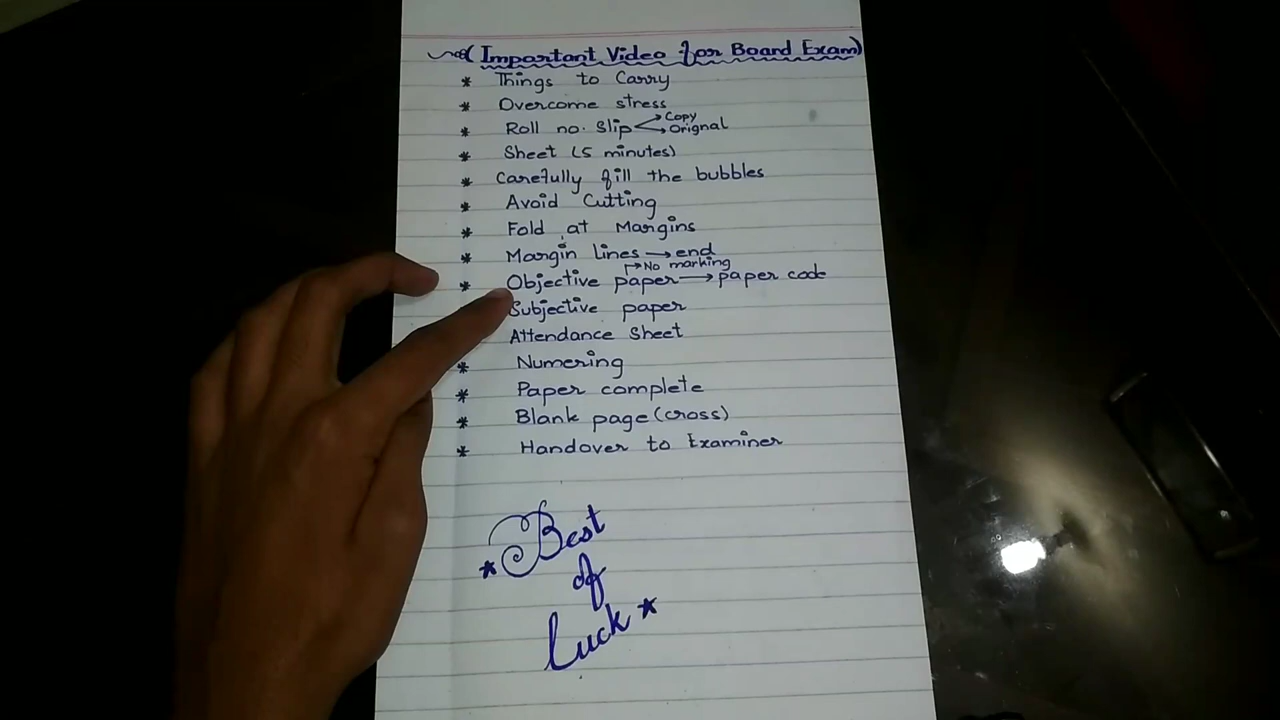 (Important Video for Board Exam)
* Things to Carry
* Overcome stress
* Roll no. Slip Copy Orignal
* Sheet (5 minutes)
* Carefully fill the bubbles
* Avoid Cutting
* Fold at Margins
* Margin lines → end
* Objective paper → No marking → paper code
Subjective paper
Attendance Sheet
* Numering
* Paper complete
* Blank page (cross)
* Handover to Examiner
* Best
of
Luck *